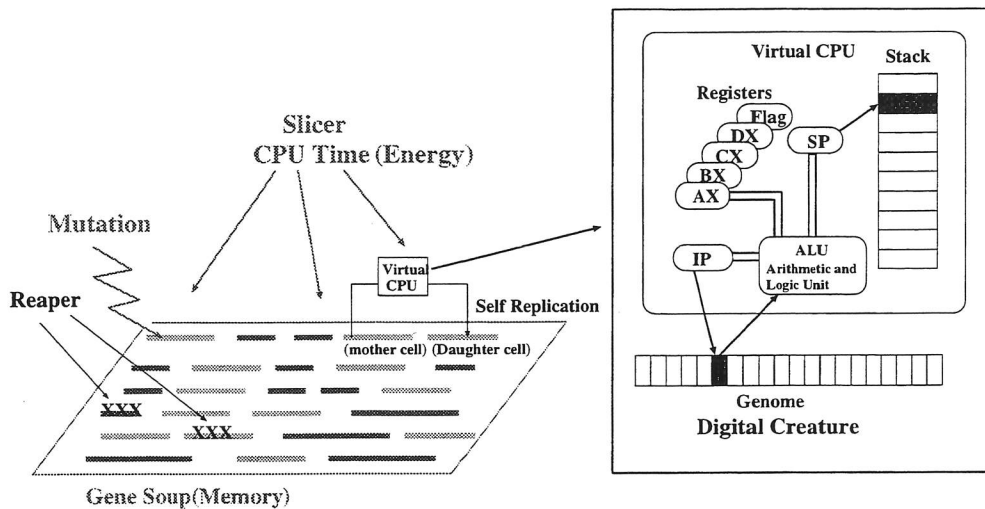 Slicer
CPU Time (Energy)
Mutation
Reaper
Virtual
CPU
Self Replication
(mother cell) (Daughter cell)
XXX
XXX
Gene Soup(Memory)
Virtual CPU
Stack
Registers
Flag
DX
CX
BX
AX
SP
IP
ALU
Arithmetic and
Logic Unit
Genome
Digital Creature